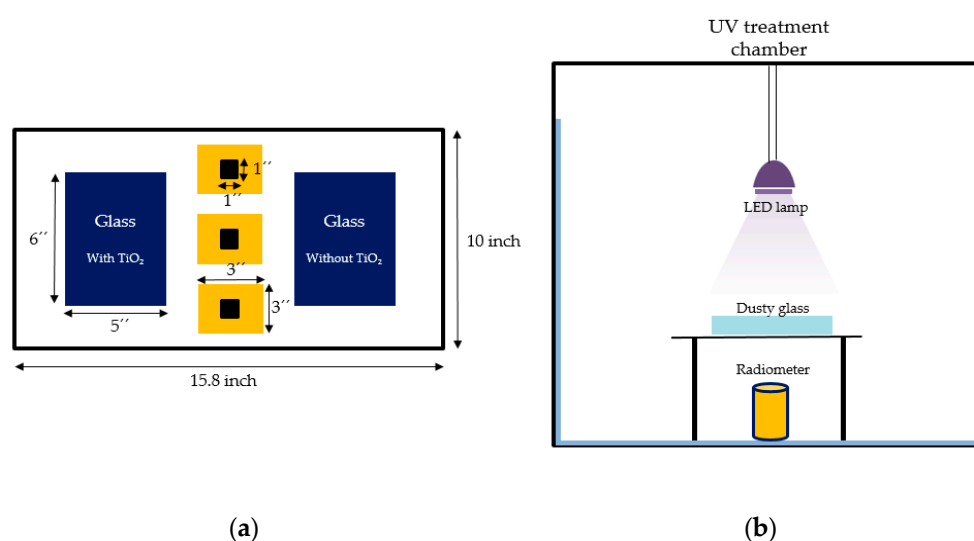 Glass
With TiO₂
6´´
5´´
1´´
1´´
3´´
3´´
Glass
Without TiO₂
10 inch
15.8 inch
(a)
UV treatment
chamber
LED lamp
Dusty glass
Radiometer
(b)